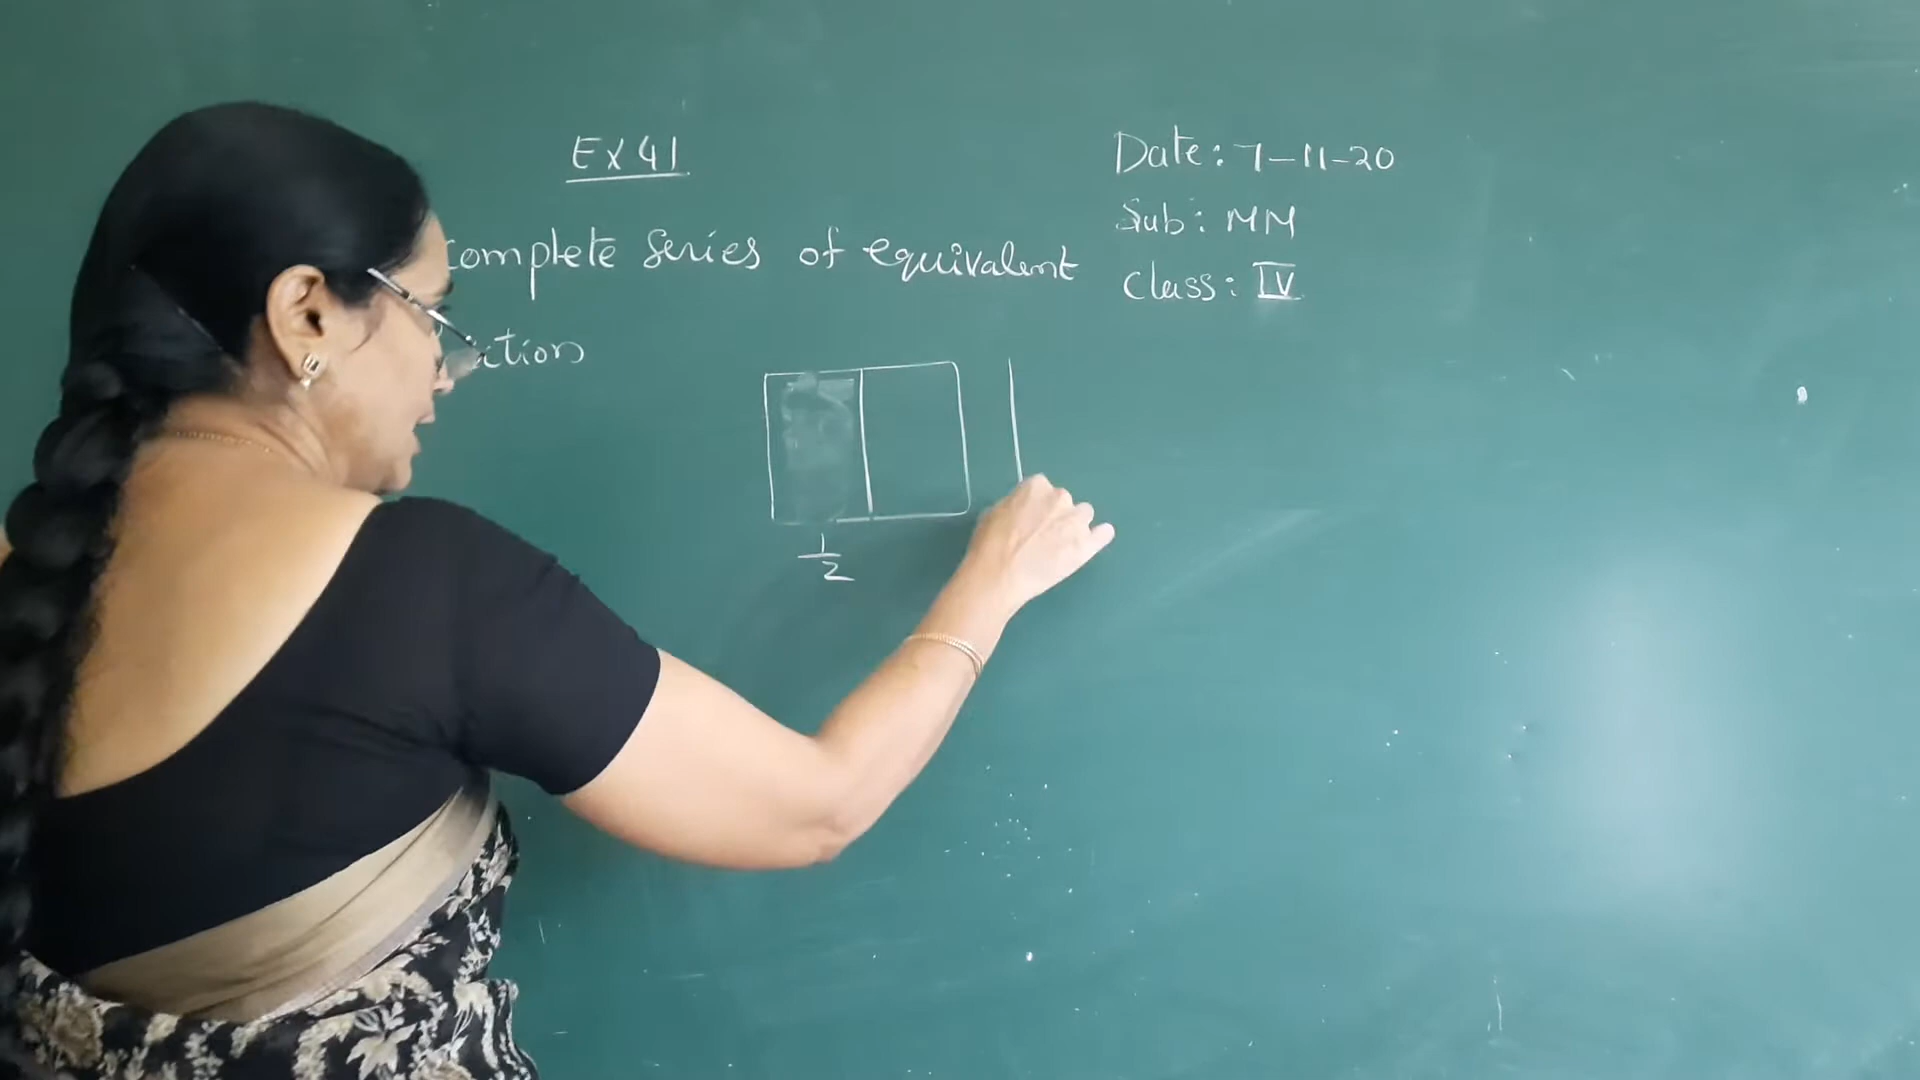 Ex 41
Date: 7-11-20
Sub: MM
complete series of equivalent
Class: IV
ction
1
2